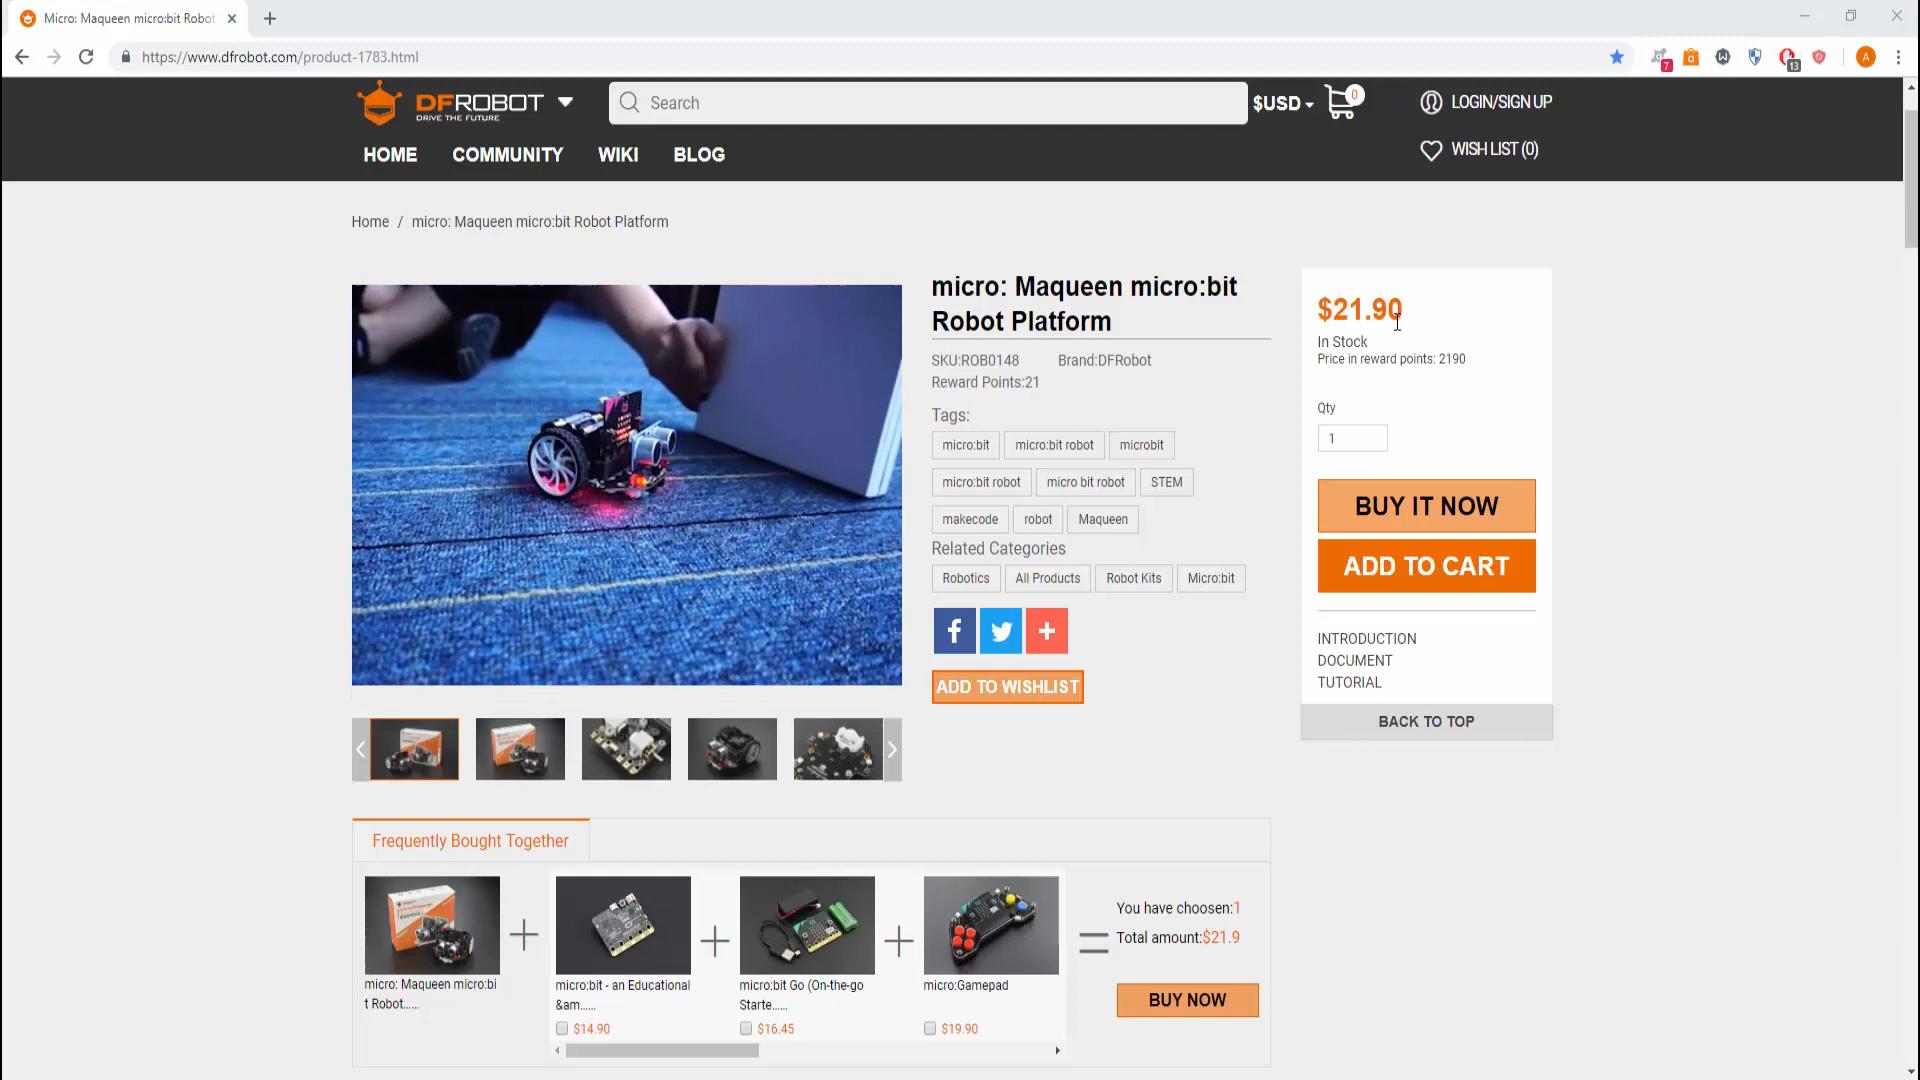 Micro: Maqueen micro:bit Robot
https://www.dfrobot.com/product-1783.html
7
13
A
DFROBOT
DRIVE THE FUTURE
Search
$USD
0
LOGIN/SIGN UP
HOME
COMMUNITY
WIKI
BLOG
WISH LIST (0)
Home / micro: Maqueen micro:bit Robot Platform
micro: Maqueen micro:bit
Robot Platform
SKU:ROB0148 Brand:DFRobot
Reward Points:21
Tags:
micro:bit
micro:bit robot
microbit
micro:bit robot
micro bit robot
STEM
makecode
robot
Maqueen
Related Categories
Robotics
All Products
Robot Kits
Micro:bit
ADD TO WISHLIST
$21.90
In Stock
Price in reward points: 2190
Qty
1
BUY IT NOW
ADD TO CART
INTRODUCTION
DOCUMENT
TUTORIAL
BACK TO TOP
Frequently Bought Together
micro: Maqueen micro:bi
t Robot......
micro:bit - an Educational
&am......
$14.90
micro:bit Go (On-the-go
Starte......
$16.45
micro:Gamepad
$19.90
You have choosen:1
Total amount:$21.9
BUY NOW